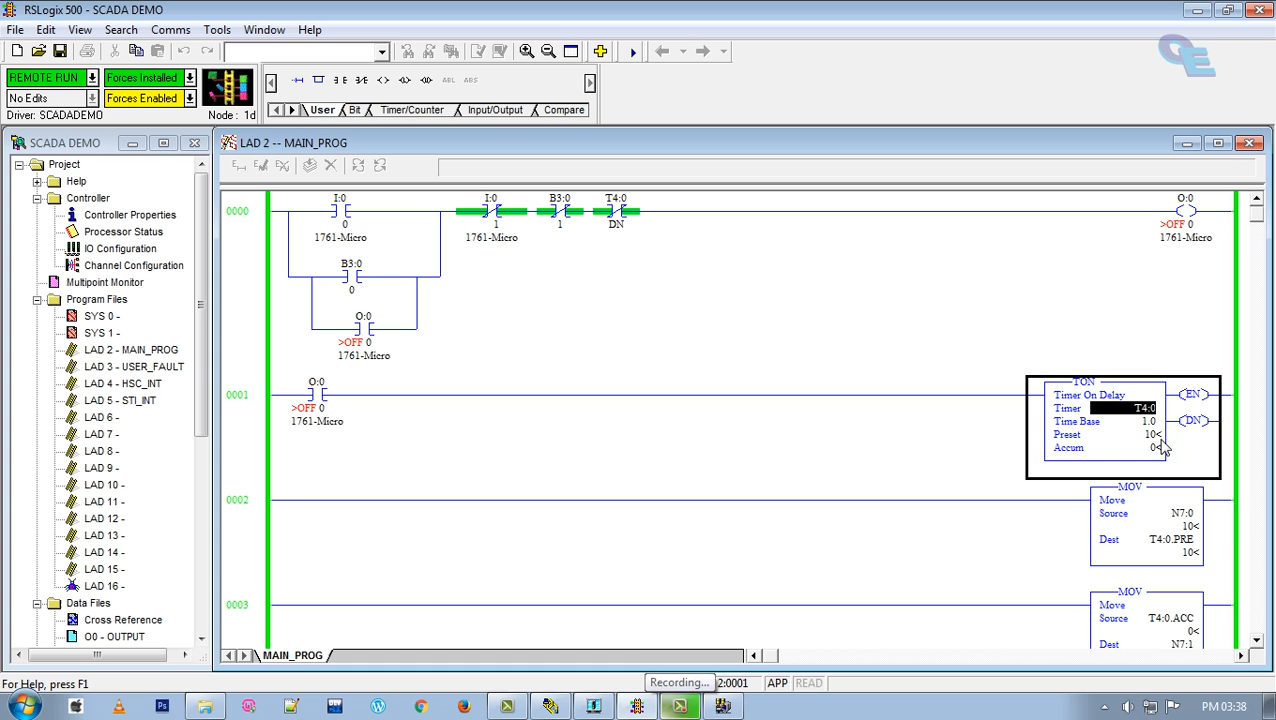 RSLogix 500 - SCADA DEMO
File Edit View Search Comms Tools Window Help
REMOTE RUN Forces Installed
No Edits Forces Enabled
Driver: SCADADEMO Node : 1d
ABL ABS
User Bit Timer/Counter Input/Output Compare
SCADA DEMO
Project
Help
Controller
Controller Properties
Processor Status
IO Configuration
Channel Configuration
Multipoint Monitor
Program Files
SYS 0 -
SYS 1 -
LAD 2 - MAIN_PROG
LAD 3 - USER_FAULT
LAD 4 - HSC_INT
LAD 5 - STI_INT
LAD 6 -
LAD 7 -
LAD 8 -
LAD 9 -
LAD 10 -
LAD 11 -
LAD 12 -
LAD 13 -
LAD 14 -
LAD 15 -
LAD 16 -
Data Files
Cross Reference
O0 - OUTPUT
LAD 2 -- MAIN_PROG
I:0 I:0 B3:0 T4:0 O:0
0000
0 1 1 DN >OFF 0
1761-Micro 1761-Micro 1761-Micro
B3:0
0
O:0
>OFF 0
1761-Micro
O:0
0001
>OFF 0
1761-Micro
TON
Timer On Delay EN
Timer T4:0
Time Base 1.0 DN
Preset 10<
Accum 0<
0002
MOV
Move
Source N7:0
10<
Dest T4:0.PRE
10<
0003
MOV
Move
Source T4:0.ACC
0<
Dest N7:1
MAIN_PROG
For Help, press F1 Recording... 2:0001 APP READ
PM 03:38